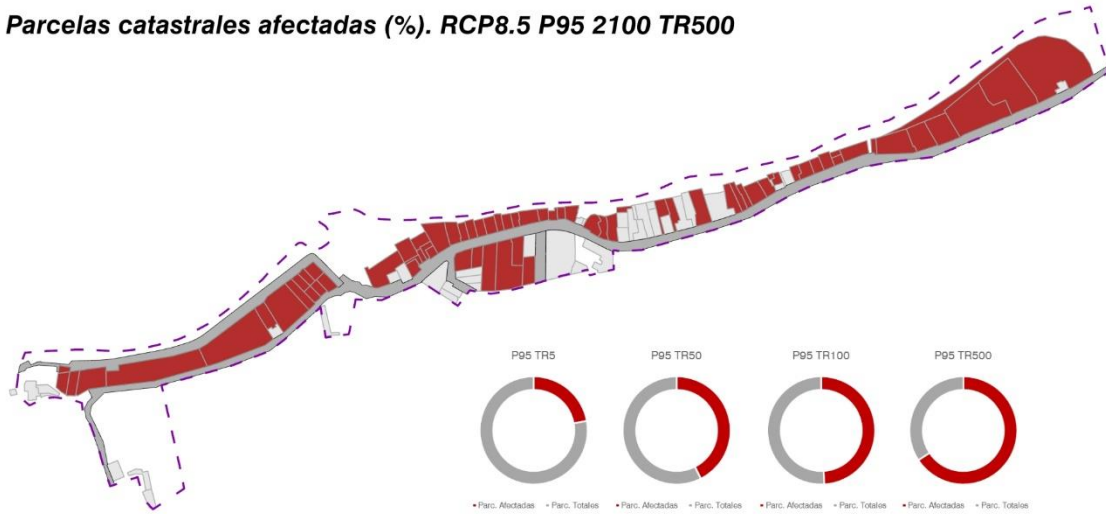 Parcelas catastrales afectadas (%). RCP8.5 P95 2100 TR500
P95 TR5
P95 TR50
P95 TR100
P95 TR500
Parc. Afectadas Parc. Totales
Parc. Afectadas Parc. Totales
Parc. Afectadas Parc. Totales
Parc. Afectadas Parc. Totales